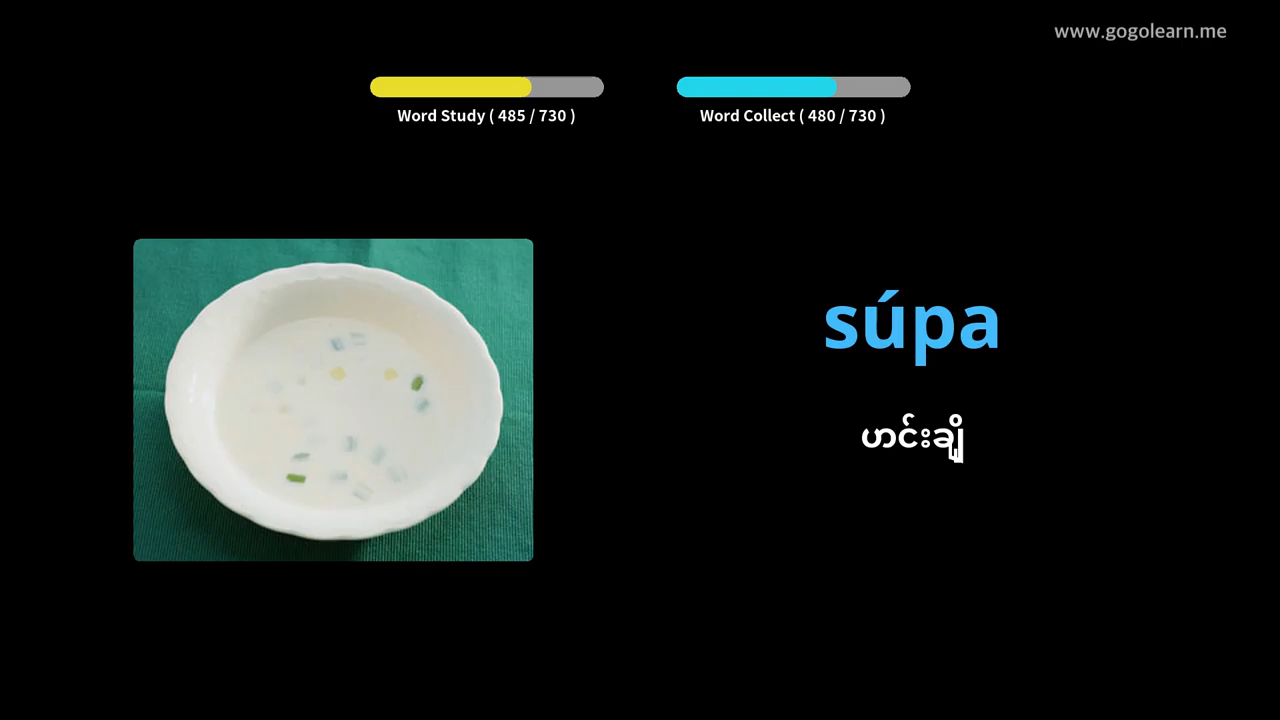 www.gogolearn.me
Word Study ( 485 / 730 )
Word Collect ( 480 / 730 )
súpa
ဟင်းချို